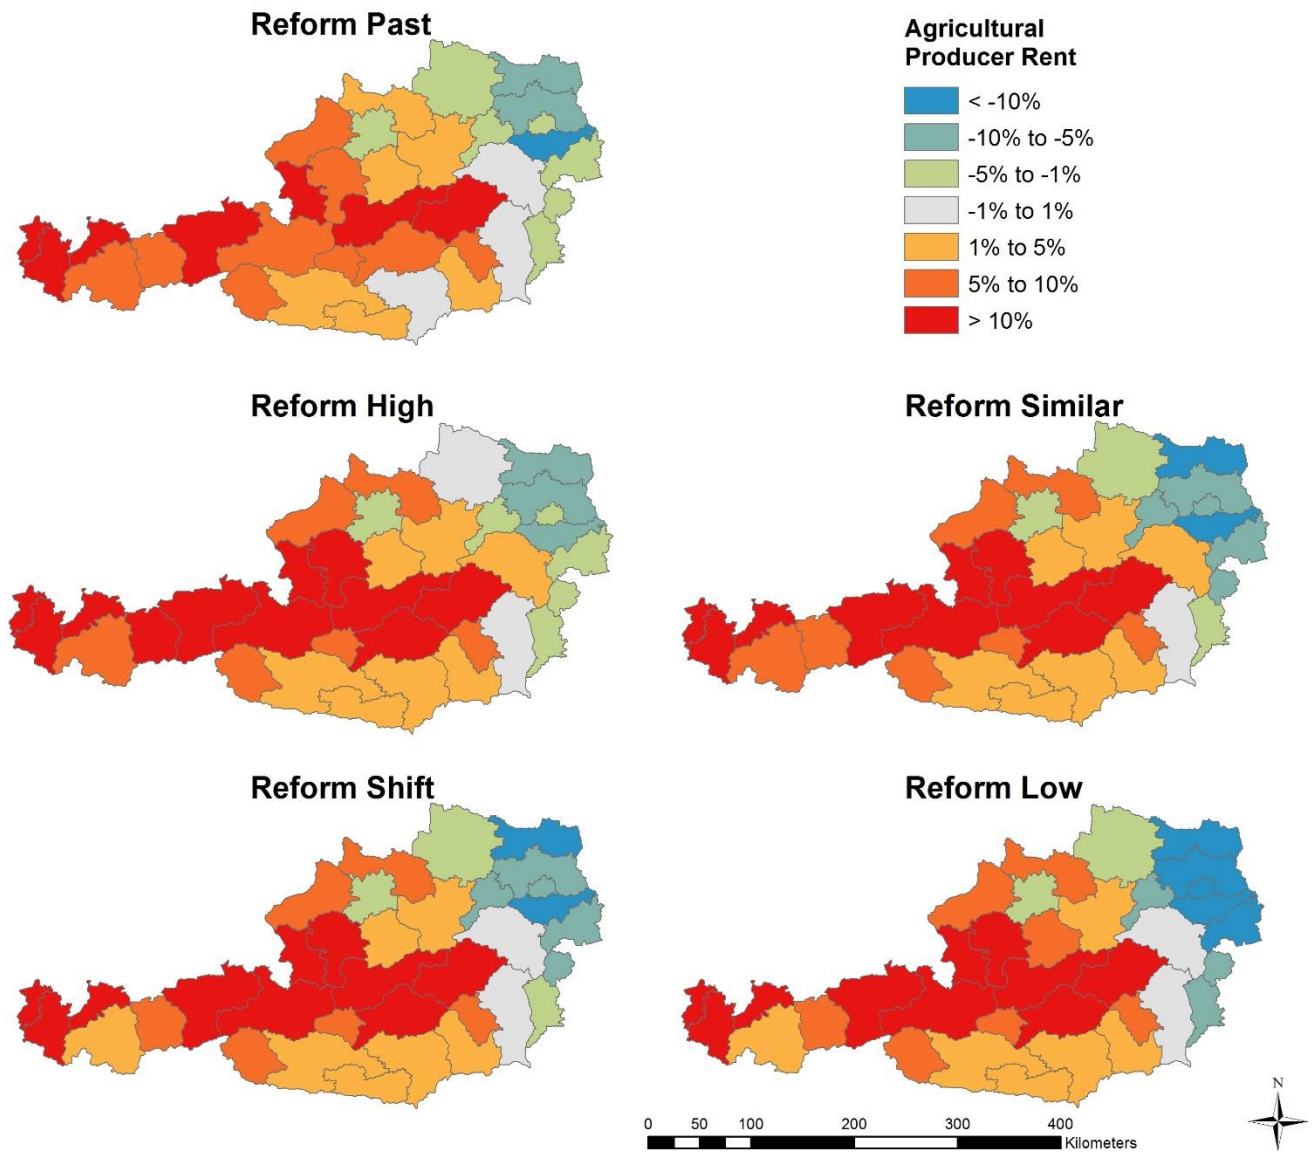 Reform Past
Agricultural
Producer Rent
< -10%
-10% to -5%
-5% to -1%
-1% to 1%
1% to 5%
5% to 10%
> 10%
Reform High
Reform Similar
Reform Shift
Reform Low
N
0 50 100 200 300 400
Kilometers